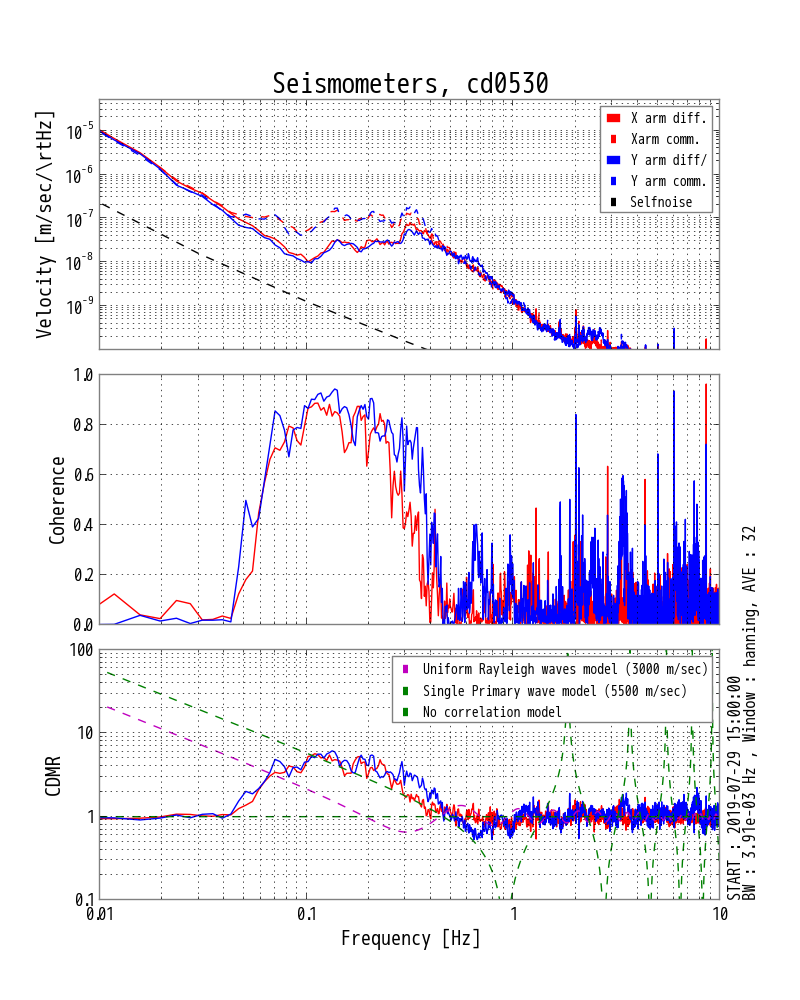 Seismometers, cd0530
Velocity [m/sec/\rtHz]
10^-5
10^-6
10^-7
10^-8
10^-9
X arm diff.
Xarm comm.
Y arm diff/
Y arm comm.
Selfnoise
Coherence
1.0
0.8
0.6
0.4
0.2
0.0
CDMR
100
10
1
0.1
Uniform Rayleigh waves model (3000 m/sec)
Single Primary wave model (5500 m/sec)
No correlation model
0.01
0.1
1
10
Frequency [Hz]
START : 2019-07-29 15:00:00
BW : 3.91e-03 Hz , Window : hanning, AVE : 32